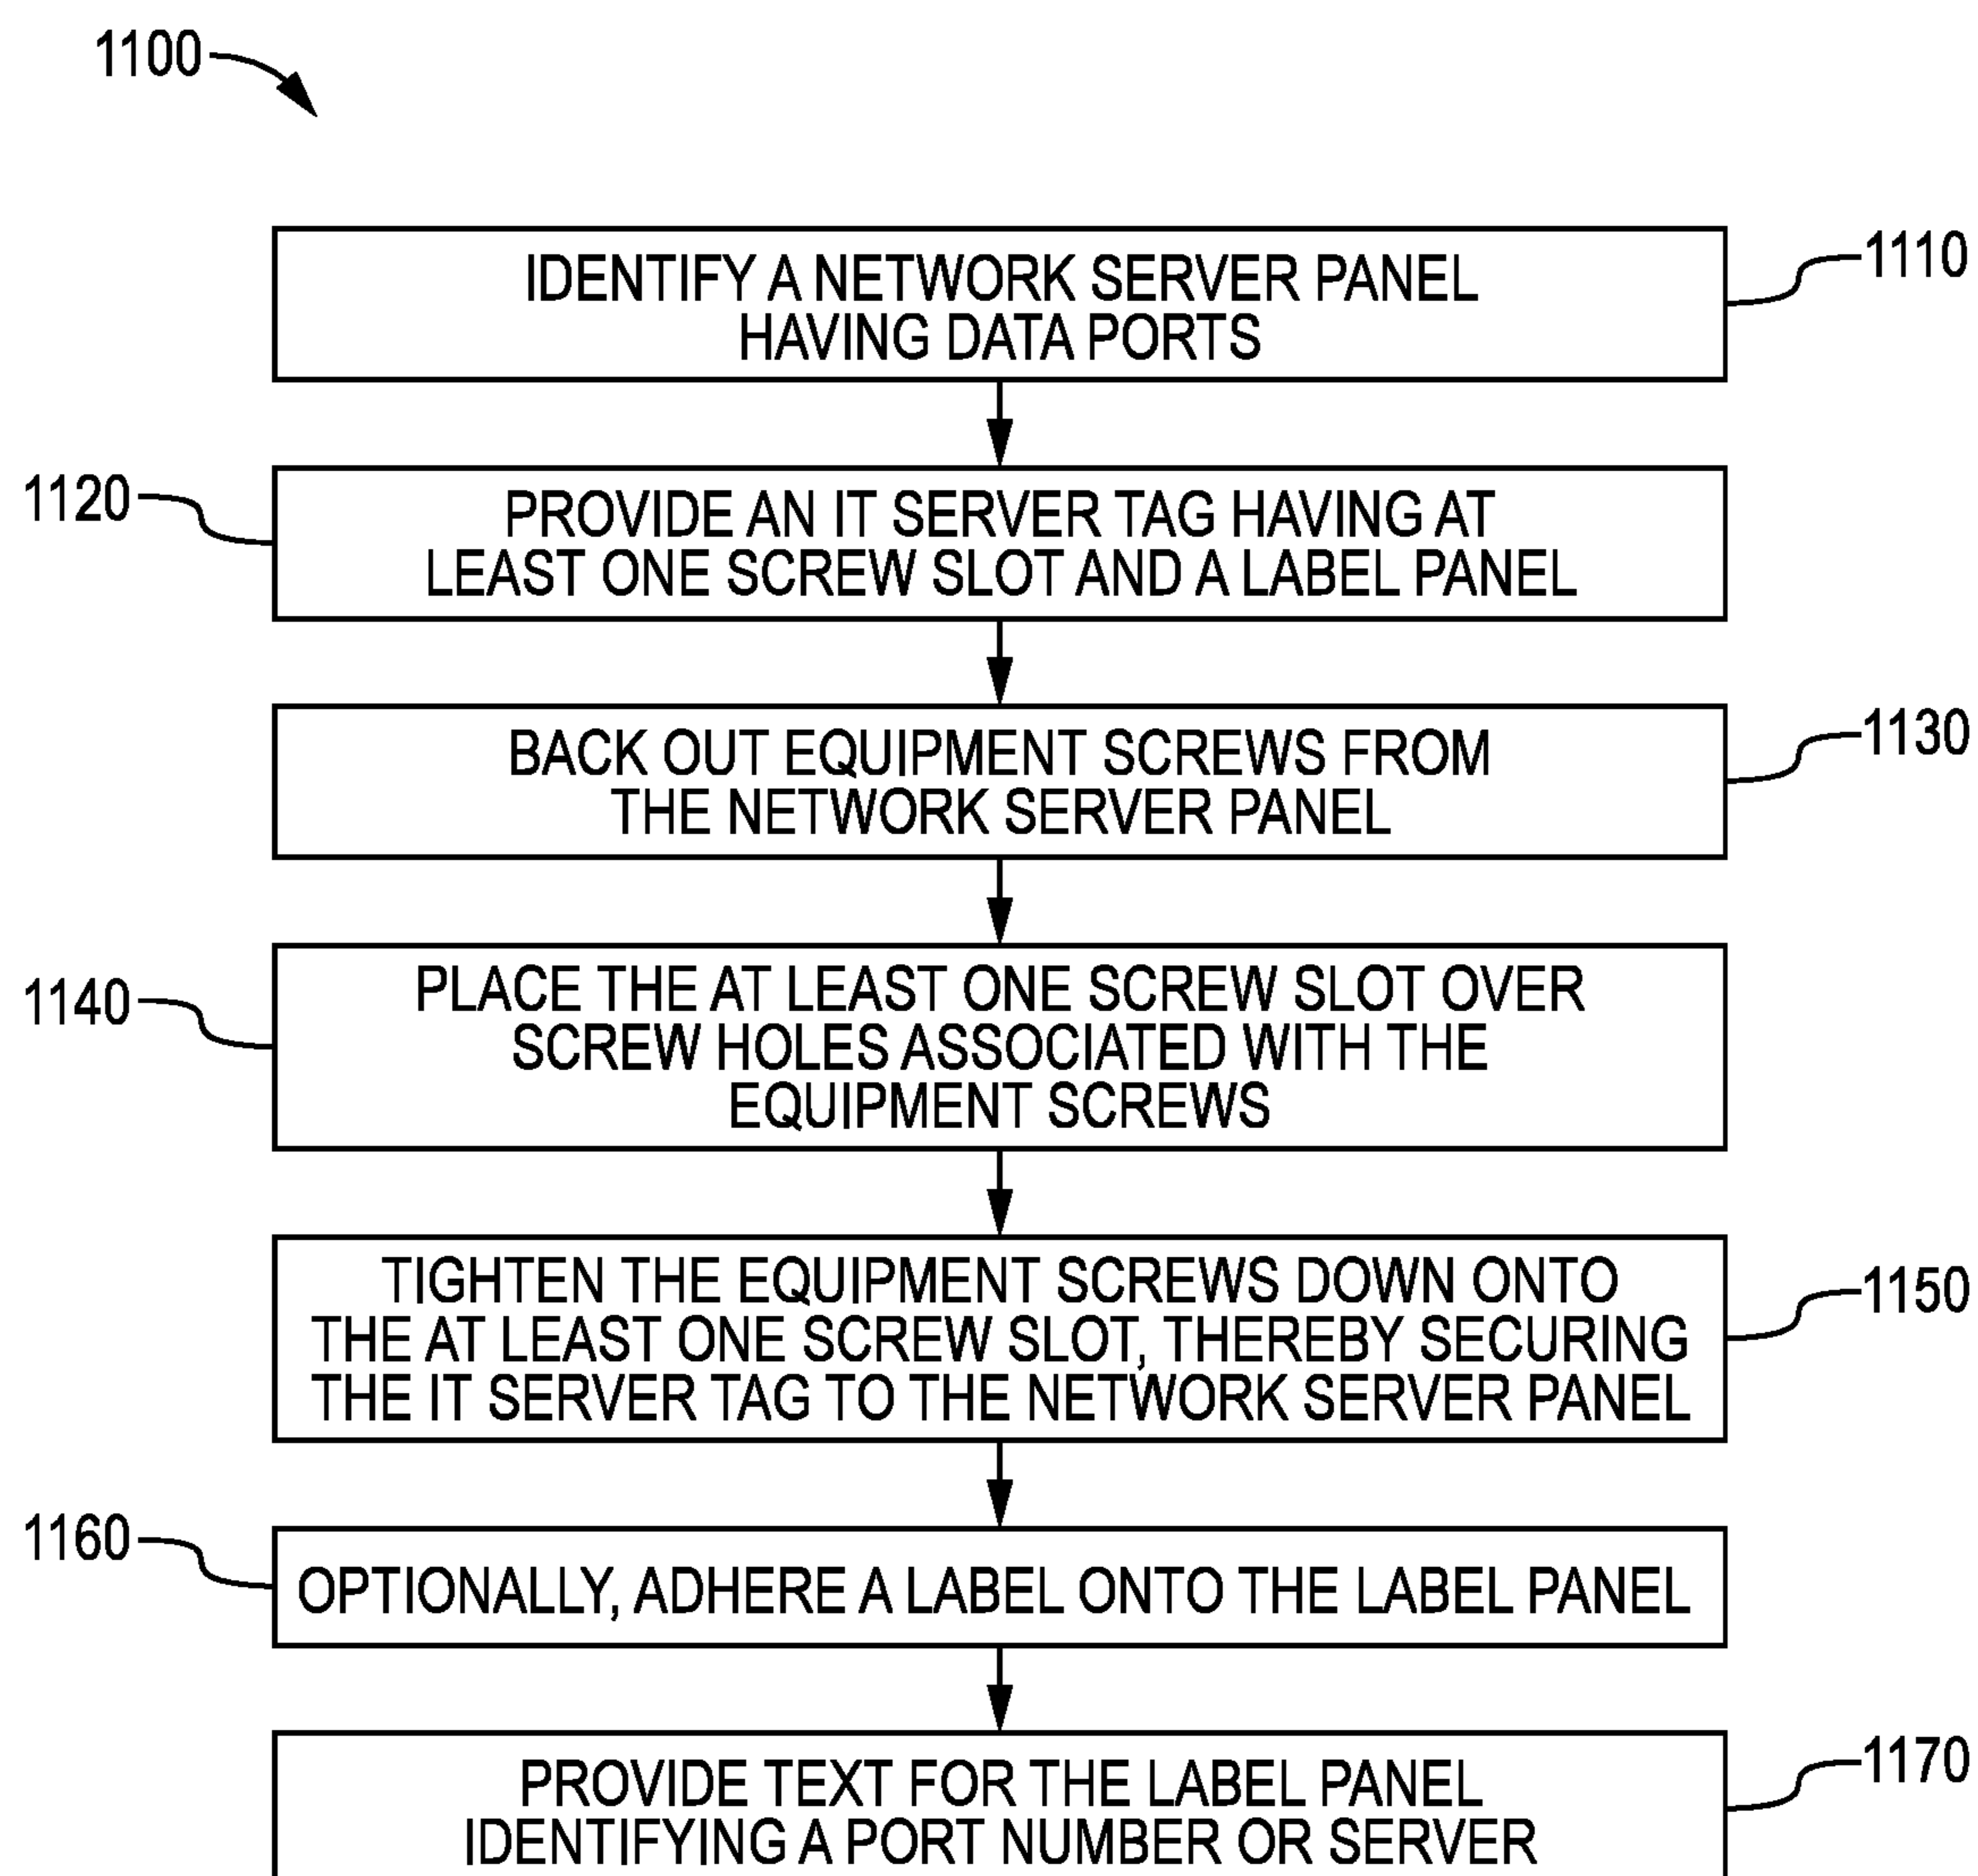 1100
IDENTIFY A NETWORK SERVER PANEL
HAVING DATA PORTS
1110
1120
PROVIDE AN IT SERVER TAG HAVING AT
LEAST ONE SCREW SLOT AND A LABEL PANEL
BACK OUT EQUIPMENT SCREWS FROM
THE NETWORK SERVER PANEL
1130
1140
PLACE THE AT LEAST ONE SCREW SLOT OVER
SCREW HOLES ASSOCIATED WITH THE
EQUIPMENT SCREWS
TIGHTEN THE EQUIPMENT SCREWS DOWN ONTO
THE AT LEAST ONE SCREW SLOT, THEREBY SECURING
THE IT SERVER TAG TO THE NETWORK SERVER PANEL
1150
1160
OPTIONALLY, ADHERE A LABEL ONTO THE LABEL PANEL
PROVIDE TEXT FOR THE LABEL PANEL
IDENTIFYING A PORT NUMBER OR SERVER
1170